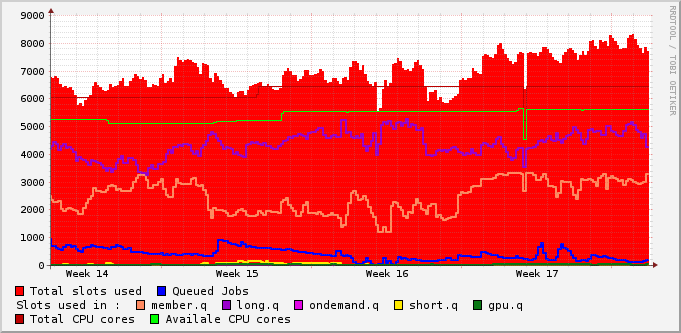 9000
8000
7000
6000
5000
4000
3000
2000
1000
0
Week 14 Week 15 Week 16 Week 17
RRDTOOL / TOBI OETIKER
Total slots used Queued Jobs
Slots used in : member.q long.q ondemand.q short.q gpu.q
Total CPU cores Availale CPU cores